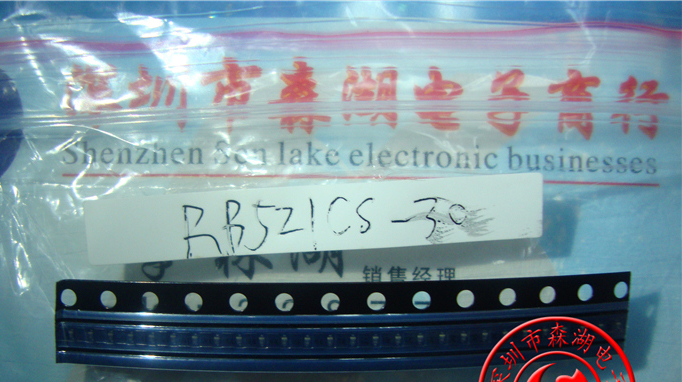 深圳市森湖电子商行
Shenzhen Sen lake electronic businesses
RB521CS-30
森湖
销售经理
深圳市森湖电